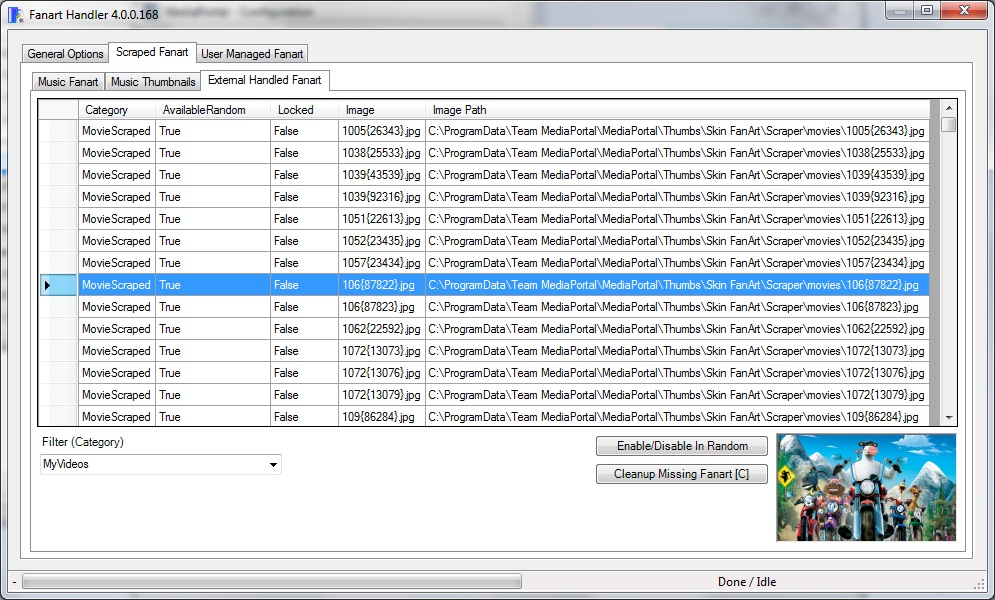 Fanart Handler 4.0.0.168
MediaPortal - Configuration
General Options Scraped Fanart User Managed Fanart
Music Fanart Music Thumbnails External Handled Fanart
Category AvailableRandom Locked Image Image Path
MovieScraped True False 1005{26343}.jpg C:\ProgramData\Team MediaPortal\MediaPortal\Thumbs\Skin FanArt\Scraper\movies\1005{26343}.jpg
MovieScraped True False 1038{25533}.jpg C:\ProgramData\Team MediaPortal\MediaPortal\Thumbs\Skin FanArt\Scraper\movies\1038{25533}.jpg
MovieScraped True False 1039{43539}.jpg C:\ProgramData\Team MediaPortal\MediaPortal\Thumbs\Skin FanArt\Scraper\movies\1039{43539}.jpg
MovieScraped True False 1039{92316}.jpg C:\ProgramData\Team MediaPortal\MediaPortal\Thumbs\Skin FanArt\Scraper\movies\1039{92316}.jpg
MovieScraped True False 1051{22613}.jpg C:\ProgramData\Team MediaPortal\MediaPortal\Thumbs\Skin FanArt\Scraper\movies\1051{22613}.jpg
MovieScraped True False 1052{23435}.jpg C:\ProgramData\Team MediaPortal\MediaPortal\Thumbs\Skin FanArt\Scraper\movies\1052{23435}.jpg
MovieScraped True False 1057{23434}.jpg C:\ProgramData\Team MediaPortal\MediaPortal\Thumbs\Skin FanArt\Scraper\movies\1057{23434}.jpg
MovieScraped True False 106{87822}.jpg C:\ProgramData\Team MediaPortal\MediaPortal\Thumbs\Skin FanArt\Scraper\movies\106{87822}.jpg
MovieScraped True False 106{87823}.jpg C:\ProgramData\Team MediaPortal\MediaPortal\Thumbs\Skin FanArt\Scraper\movies\106{87823}.jpg
MovieScraped True False 1062{22592}.jpg C:\ProgramData\Team MediaPortal\MediaPortal\Thumbs\Skin FanArt\Scraper\movies\1062{22592}.jpg
MovieScraped True False 1072{13073}.jpg C:\ProgramData\Team MediaPortal\MediaPortal\Thumbs\Skin FanArt\Scraper\movies\1072{13073}.jpg
MovieScraped True False 1072{13076}.jpg C:\ProgramData\Team MediaPortal\MediaPortal\Thumbs\Skin FanArt\Scraper\movies\1072{13076}.jpg
MovieScraped True False 1072{13079}.jpg C:\ProgramData\Team MediaPortal\MediaPortal\Thumbs\Skin FanArt\Scraper\movies\1072{13079}.jpg
MovieScraped True False 109{86284}.jpg C:\ProgramData\Team MediaPortal\MediaPortal\Thumbs\Skin FanArt\Scraper\movies\109{86284}.jpg
Filter (Category)
MyVideos
Enable/Disable In Random
Cleanup Missing Fanart [C]
- Done / Idle